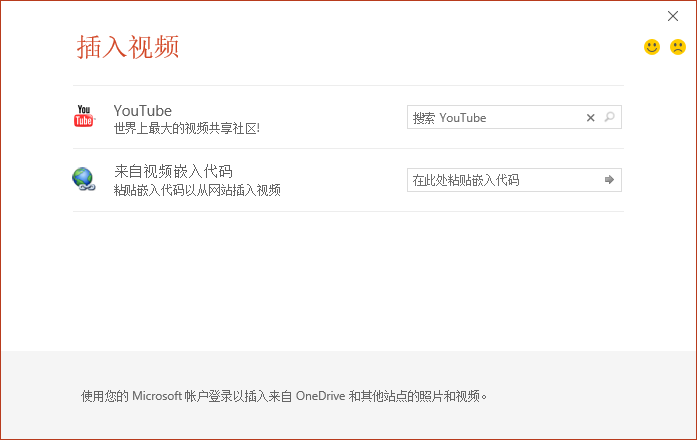 插入视频
You
Tube
YouTube
世界上最大的视频共享社区!
搜索 YouTube
来自视频嵌入代码
粘贴嵌入代码以从网站插入视频
在此处粘贴嵌入代码
使用您的 Microsoft 帐户登录以插入来自 OneDrive 和其他站点的照片和视频。